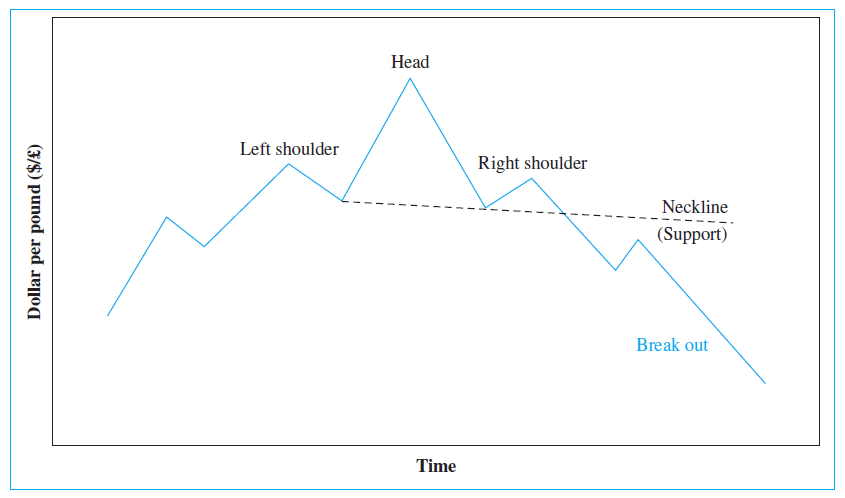 Head
Left shoulder
Right shoulder
Neckline
(Support)
Break out
Dollar per pound ($/£)
Time